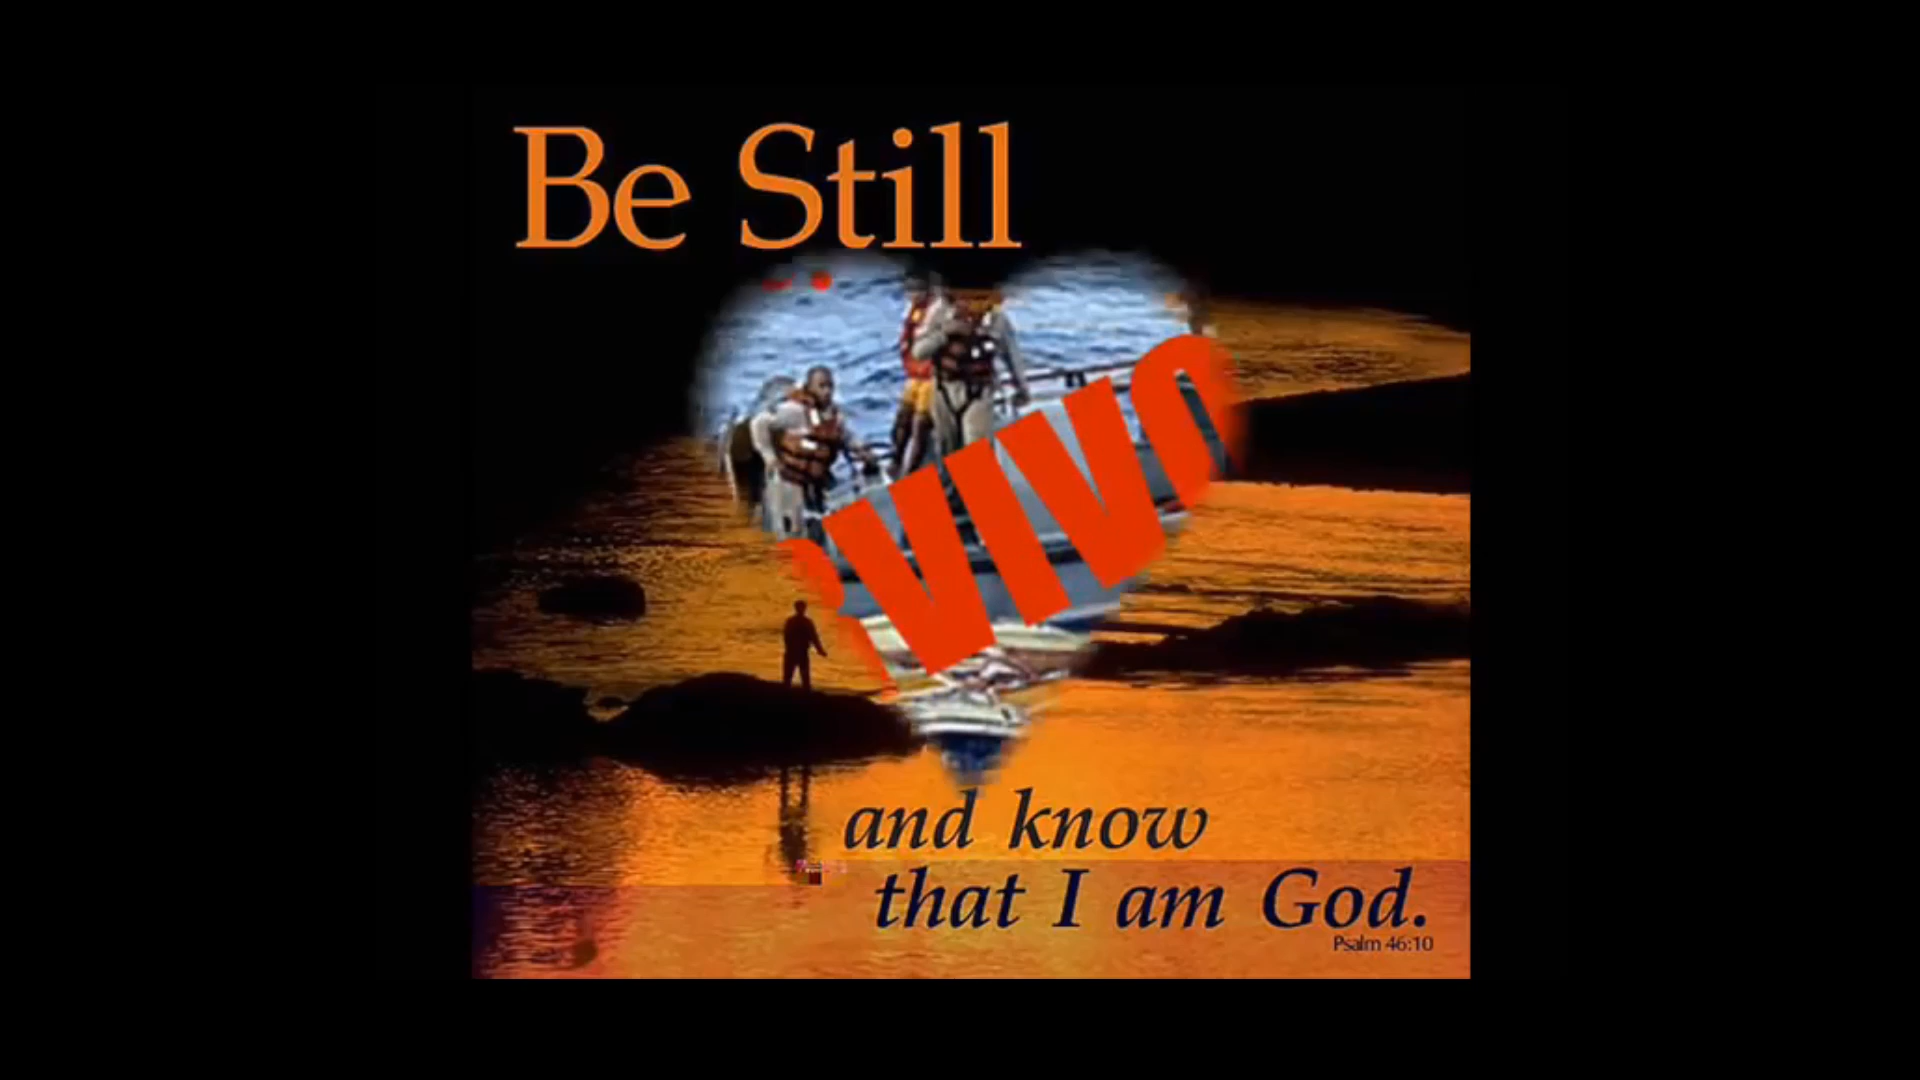 Be Still
VIVO
and know
that I am God.
Psalm 46:10